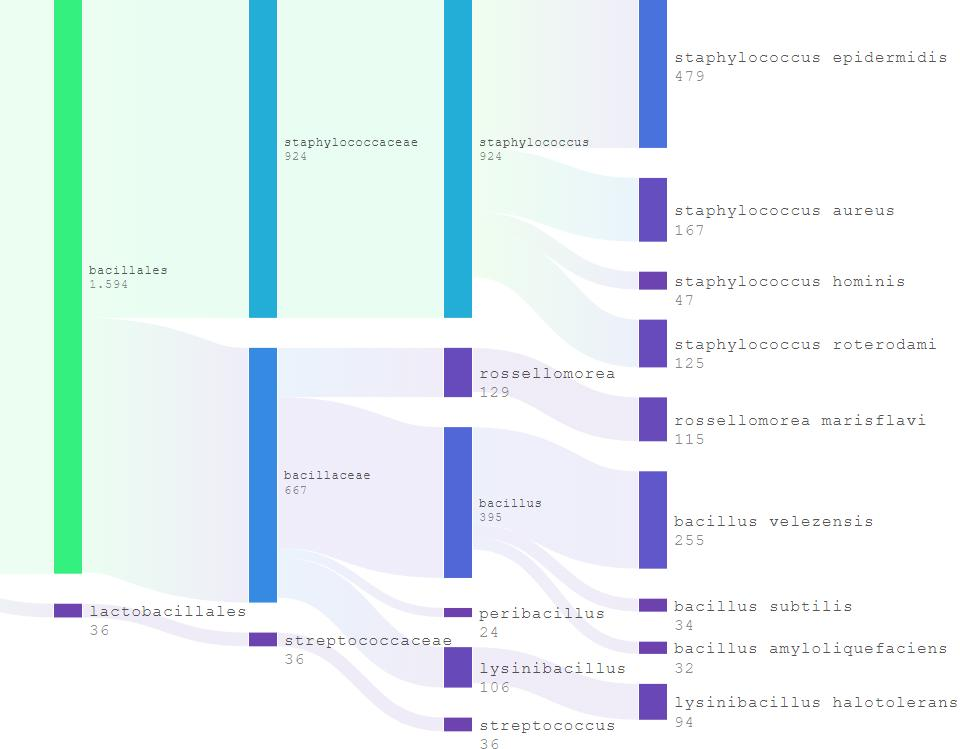 bacillales
1.594
lactobacillales
36
staphylococcaceae
924
bacillaceae
667
streptococcaceae
36
staphylococcus
924
rossellomorea
129
bacillus
395
peribacillus
24
lysinibacillus
106
streptococcus
36
staphylococcus epidermidis
479
staphylococcus aureus
167
staphylococcus hominis
47
staphylococcus roterodami
125
rossellomorea marisflavi
115
bacillus velezensis
255
bacillus subtilis
34
bacillus amyloliquefaciens
32
lysinibacillus halotolerans
94